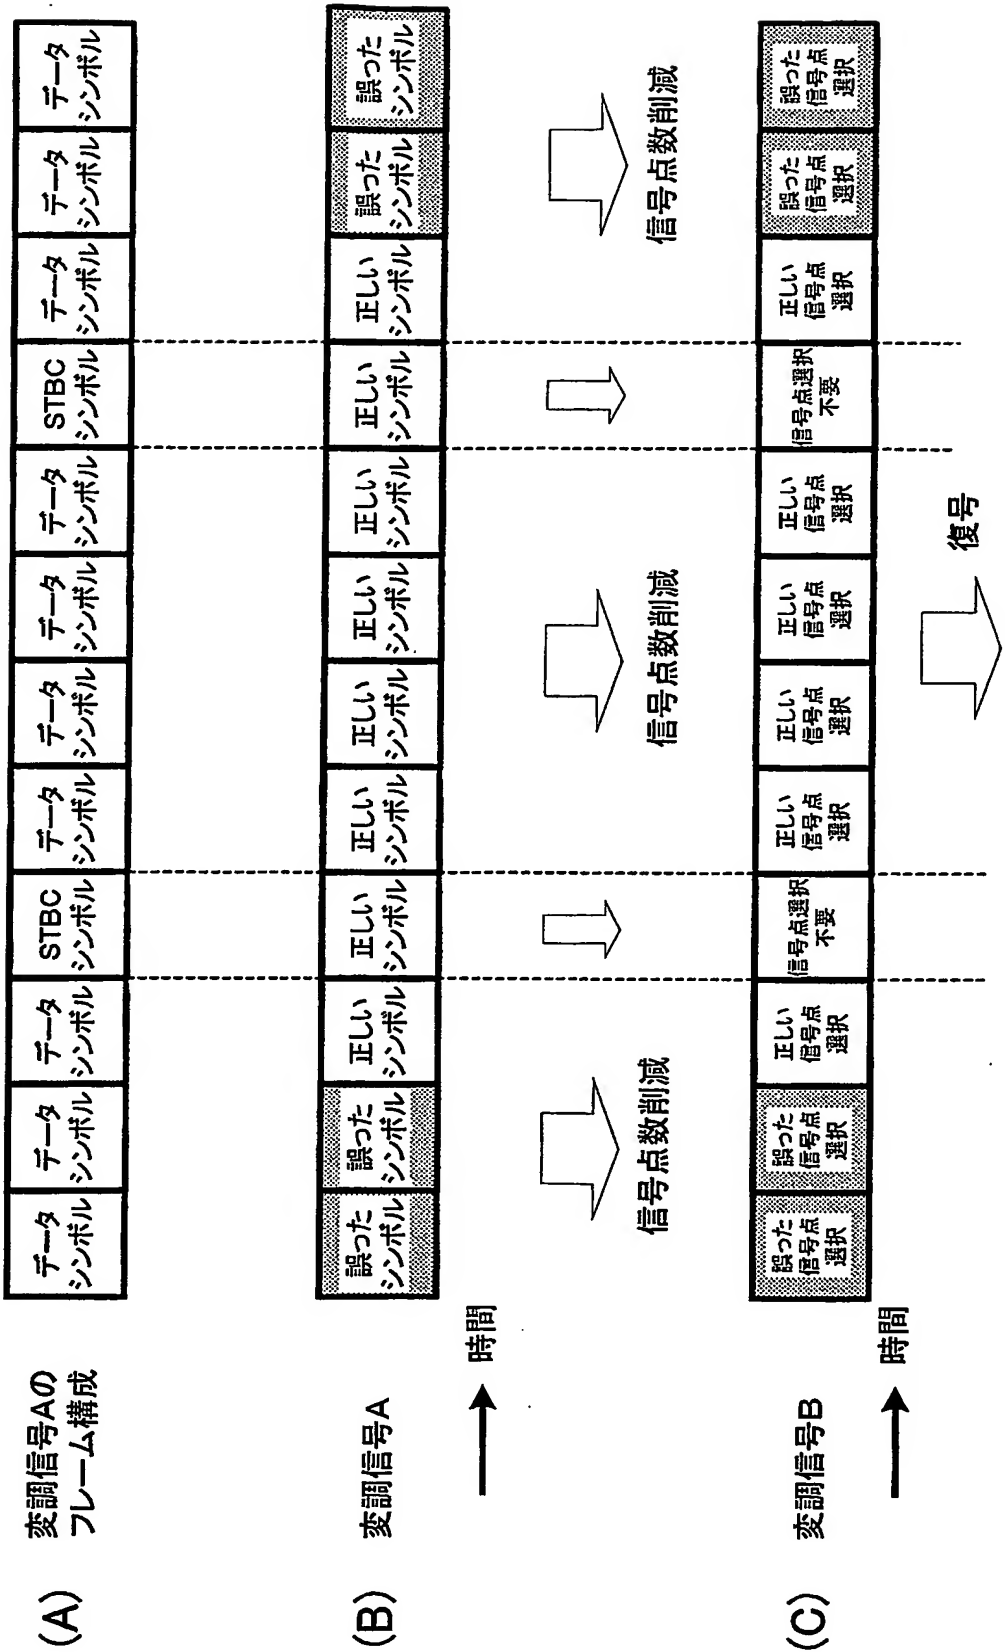 (A)
変調信号Aの
フレーム構成
データ
シンボル
データ
シンボル
データ
シンボル
STBC
シンボル
データ
シンボル
データ
シンボル
データ
シンボル
データ
シンボル
STBC
シンボル
データ
シンボル
データ
シンボル
データ
シンボル
(B)
変調信号A
誤った
シンボル
誤った
シンボル
正しい
シンボル
正しい
シンボル
正しい
シンボル
正しい
シンボル
正しい
シンボル
正しい
シンボル
正しい
シンボル
正しい
シンボル
誤った
シンボル
誤った
シンボル
時間
信号点数削減
信号点数削減
信号点数削減
(C)
変調信号B
誤った
信号点
選択
誤った
信号点
選択
正しい
信号点
選択
信号点選択
不要
正しい
信号点
選択
正しい
信号点
選択
正しい
信号点
選択
正しい
信号点
選択
信号点選択
不要
正しい
信号点
選択
誤った
信号点
選択
誤った
信号点
選択
時間
復号